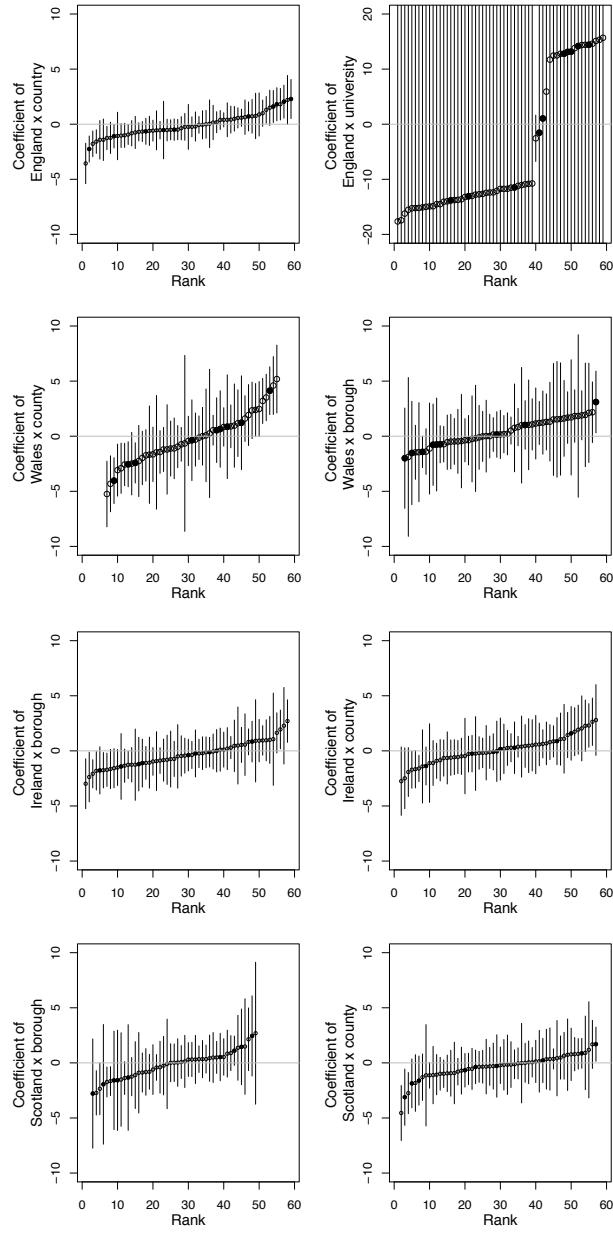 Coefficient of
England x country
10
5
0
−5
−10
0 10 20 30 40 50 60
Rank
Coefficient of
England x university
20
10
0
−10
−20
0 10 20 30 40 50 60
Rank
Coefficient of
Wales x county
10
5
0
−5
−10
0 10 20 30 40 50 60
Rank
Coefficient of
Wales x borough
10
5
0
−5
−10
0 10 20 30 40 50 60
Rank
Coefficient of
Ireland x borough
10
5
0
−5
−10
0 10 20 30 40 50 60
Rank
Coefficient of
Ireland x county
10
5
0
−5
−10
0 10 20 30 40 50 60
Rank
Coefficient of
Scotland x borough
10
5
0
−5
−10
0 10 20 30 40 50 60
Rank
Coefficient of
Scotland x county
10
5
0
−5
−10
0 10 20 30 40 50 60
Rank